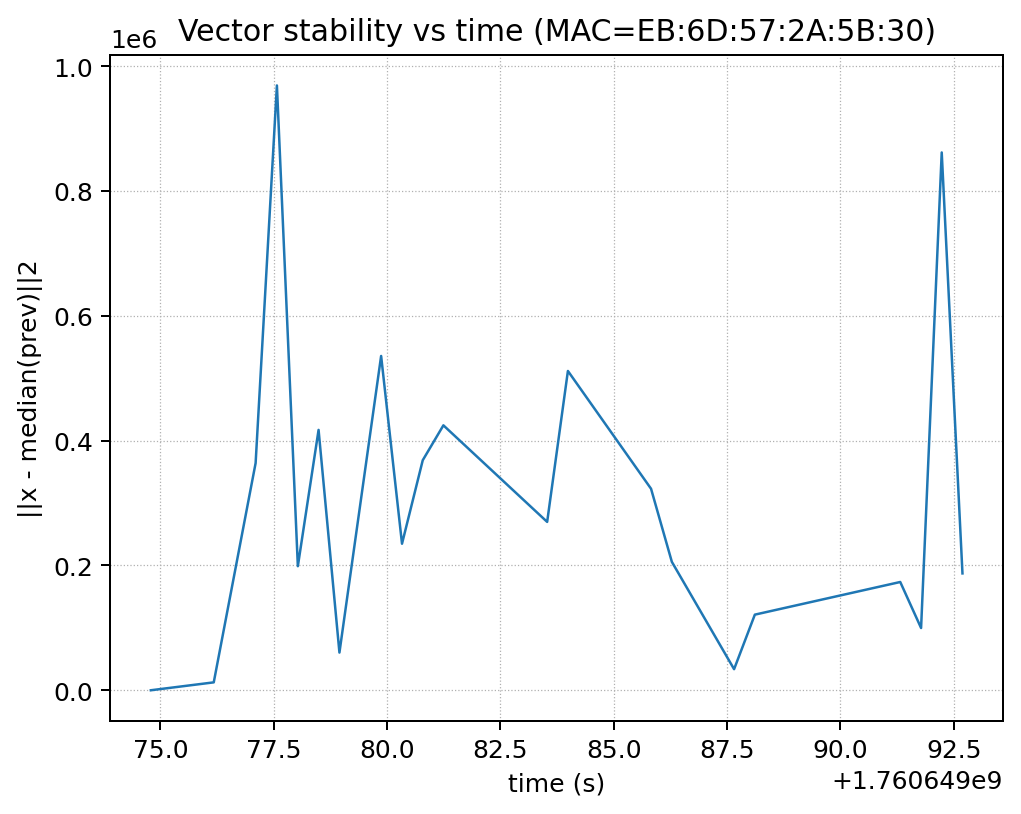 Vector stability vs time (MAC=EB:6D:57:2A:5B:30)
1e6
1.0
0.8
0.6
0.4
0.2
0.0
||x - median(prev)||2
75.0 77.5 80.0 82.5 85.0 87.5 90.0 92.5
time (s)
+1.760649e9